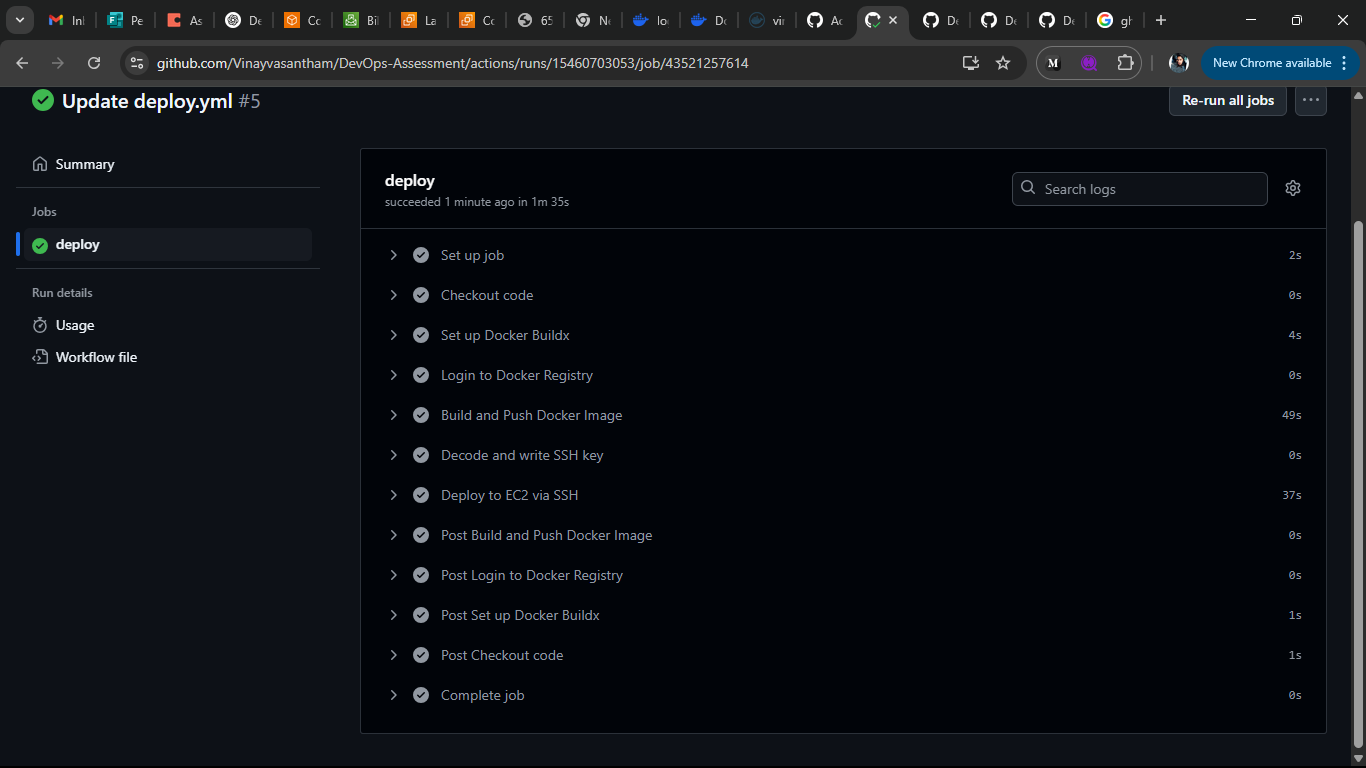 Inl
Pe
As
De
Co
Bil
La
Co
65
Ne
lo
Do
vir
Ac
De
De
De
gh
github.com/Vinayvasantham/DevOps-Assessment/actions/runs/15460703053/job/43521257614
M
New Chrome available
Update deploy.yml #5
Re-run all jobs
Summary
Jobs
deploy
Run details
Usage
Workflow file
deploy
succeeded 1 minute ago in 1m 35s
Search logs
Set up job 2s
Checkout code 0s
Set up Docker Buildx 4s
Login to Docker Registry 0s
Build and Push Docker Image 49s
Decode and write SSH key 0s
Deploy to EC2 via SSH 37s
Post Build and Push Docker Image 0s
Post Login to Docker Registry 0s
Post Set up Docker Buildx 1s
Post Checkout code 1s
Complete job 0s